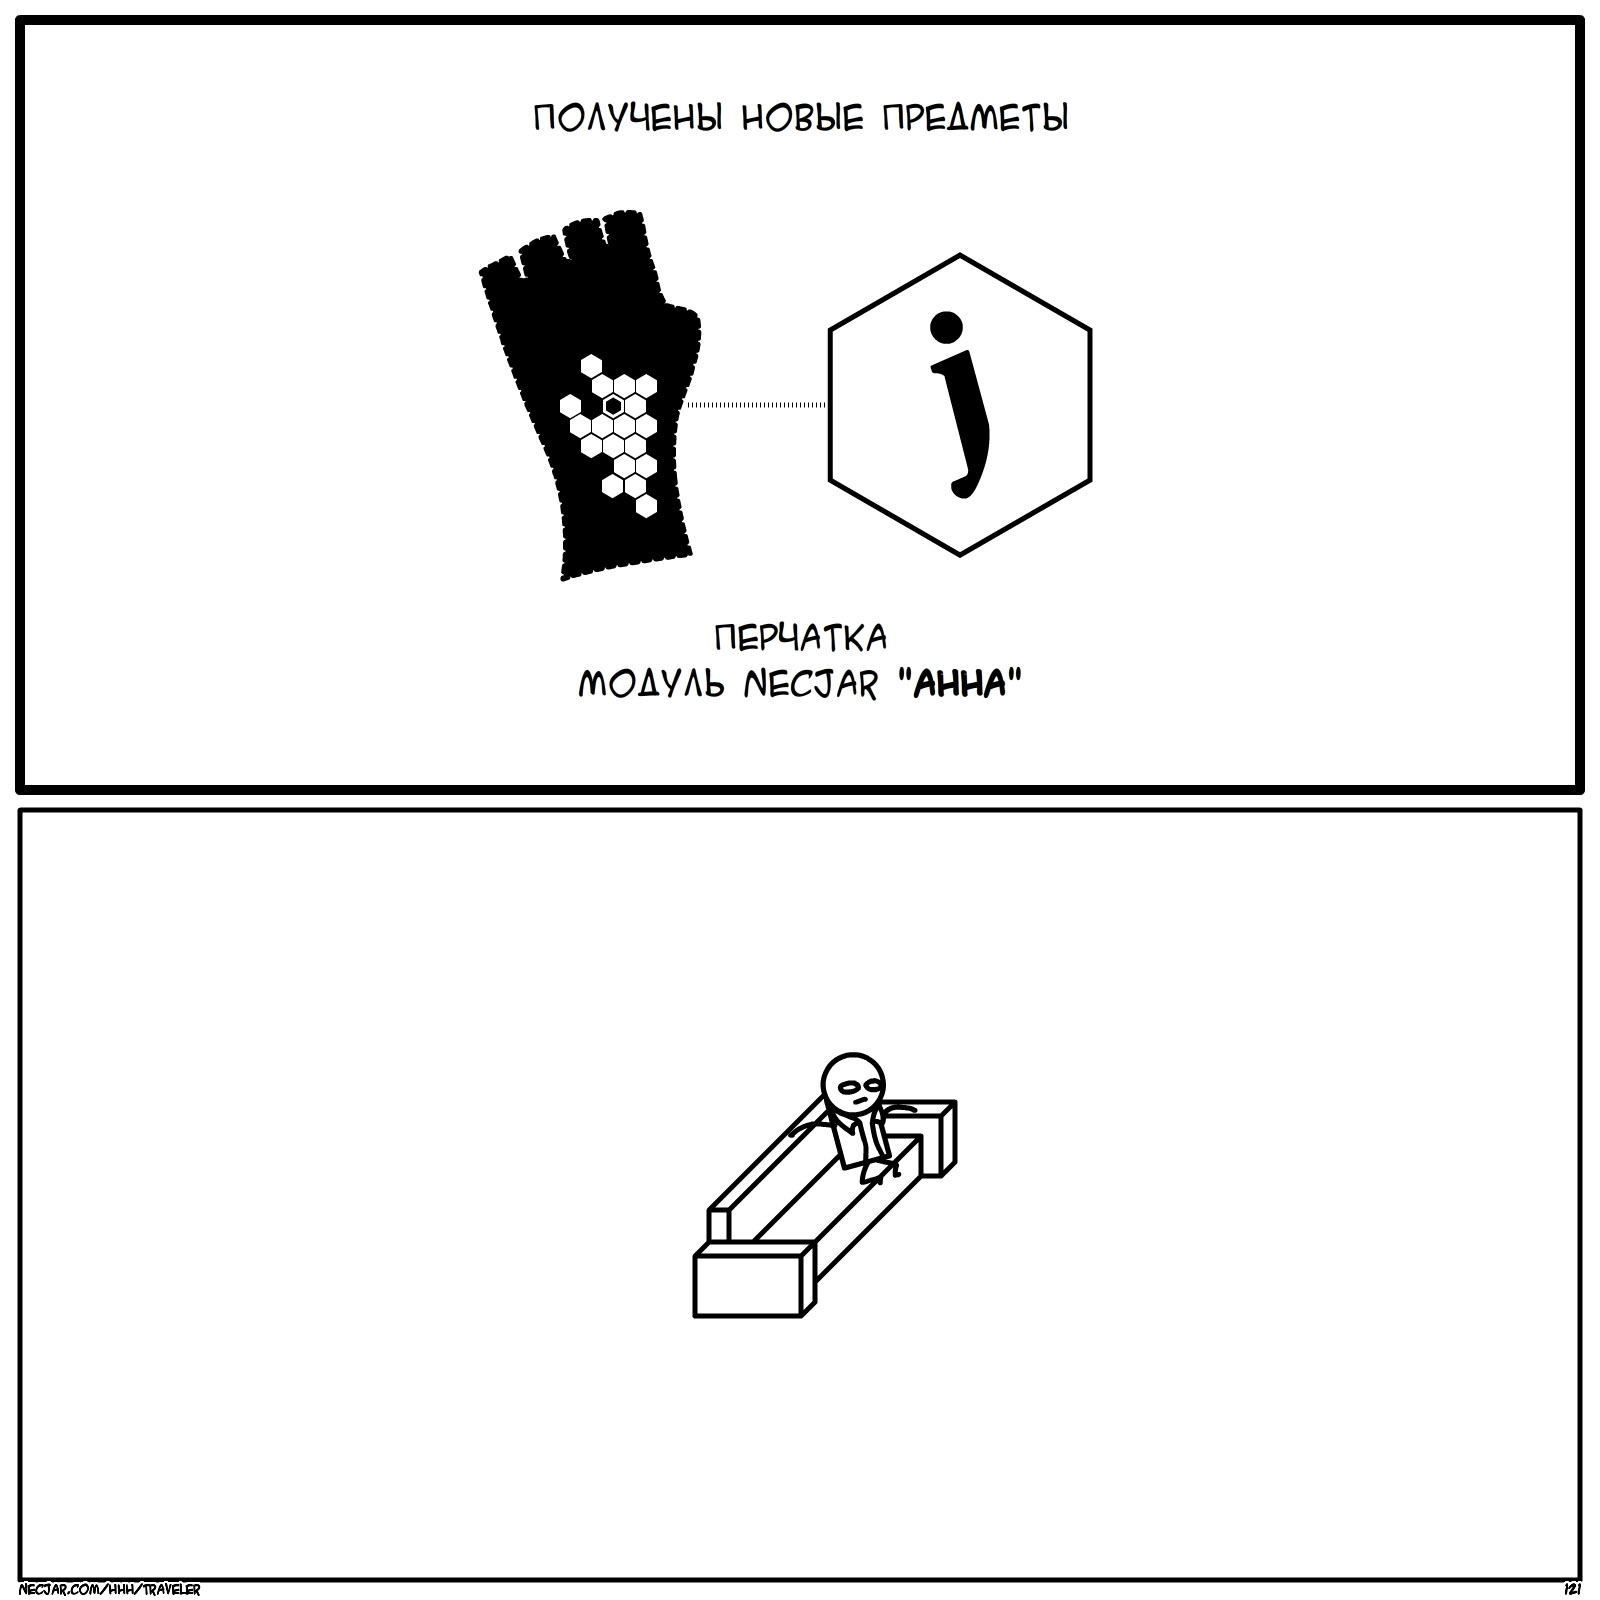 ПОЛУЧЕНЫ НОВЫЕ ПРЕДМЕТЫ
j
ПЕРЧАТКА
МОДУЛЬ NECJAR "АННА"
NECJAR.COM/HHH/TRAVELER
121